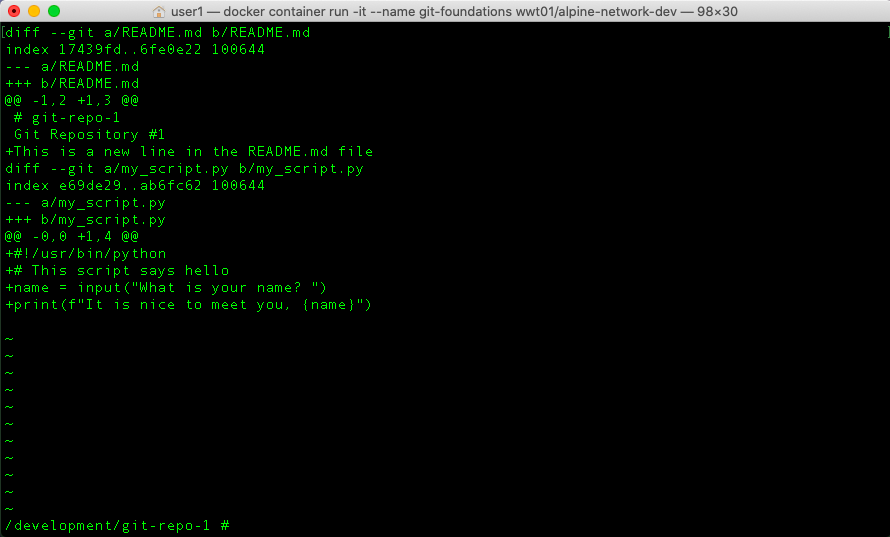 user1 — docker container run -it --name git-foundations wwt01/alpine-network-dev — 98×30
diff --git a/README.md b/README.md
index 17439fd..6fe0e22 100644
--- a/README.md
+++ b/README.md
@@ -1,2 +1,3 @@
 # git-repo-1
 Git Repository #1
+This is a new line in the README.md file
diff --git a/my_script.py b/my_script.py
index e69de29..ab6fc62 100644
--- a/my_script.py
+++ b/my_script.py
@@ -0,0 +1,4 @@
+#!/usr/bin/python
+# This script says hello
+name = input("What is your name? ")
+print(f"It is nice to meet you, {name}")
~
~
~
~
~
~
~
~
~
~
~
/development/git-repo-1 #